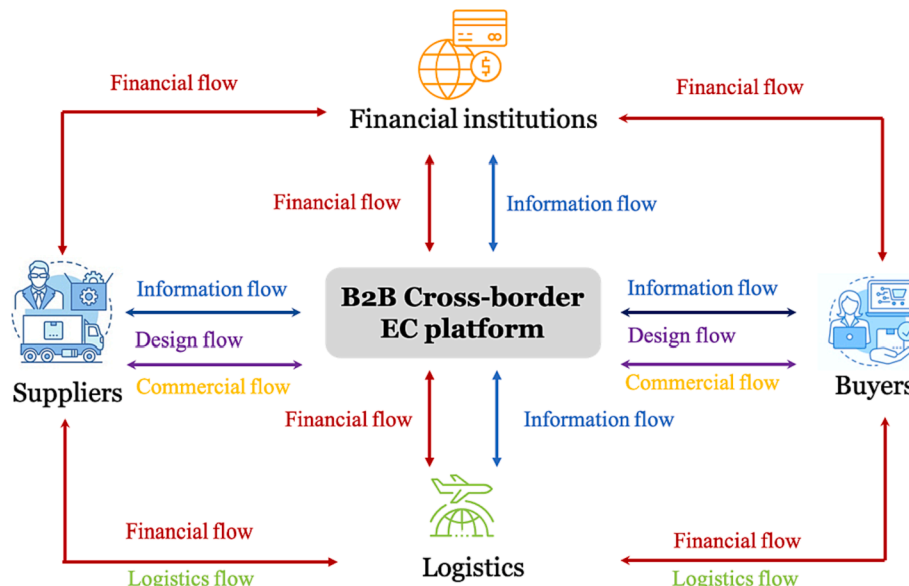 Financial flow
Financial flow
$
Financial institutions
Financial flow
Information flow
Information flow
B2B Cross-border
EC platform
Information flow
Design flow
Design flow
Commercial flow
Commercial flow
Suppliers
Buyers
Financial flow
Information flow
Financial flow
Financial flow
Logistics
Logistics flow
Logistics flow